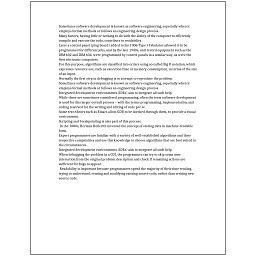 Sometimes software development is known as software engineering, especially when it
employs formal methods or follows an engineering design process.
Many factors, having little or nothing to do with the ability of the computer to efficiently
compile and execute the code, contribute to readability.
Later a control panel (plug board) added to his 1906 Type I Tabulator allowed it to be
programmed for different jobs, and by the late 1940s, unit record equipment such as the
IBM 602 and IBM 604, were programmed by control panels in a similar way, as were the
first electronic computers.
For this purpose, algorithms are classified into orders using so-called Big O notation, which
expresses resource use, such as execution time or memory consumption, in terms of the size
of an input.
Normally the first step in debugging is to attempt to reproduce the problem.
Sometimes software development is known as software engineering, especially when it
employs formal methods or follows an engineering design process.
Integrated development environments (IDEs) aim to integrate all such help.
While these are sometimes considered programming, often the term software development
is used for this larger overall process – with the terms programming, implementation, and
coding reserved for the writing and editing of code per se.
Some text editors such as Emacs allow GDB to be invoked through them, to provide a visual
environment.
Scripting and breakpointing is also part of this process.
In the 1880s, Herman Hollerith invented the concept of storing data in machine-readable
form.
Expert programmers are familiar with a variety of well-established algorithms and their
respective complexities and use this knowledge to choose algorithms that are best suited to
the circumstances.
Integrated development environments (IDEs) aim to integrate all such help.
When debugging the problem in a GUI, the programmer can try to skip some user
interaction from the original problem description and check if remaining actions are
sufficient for bugs to appear.
Readability is important because programmers spend the majority of their time reading,
trying to understand, reusing and modifying existing source code, rather than writing new
source code.